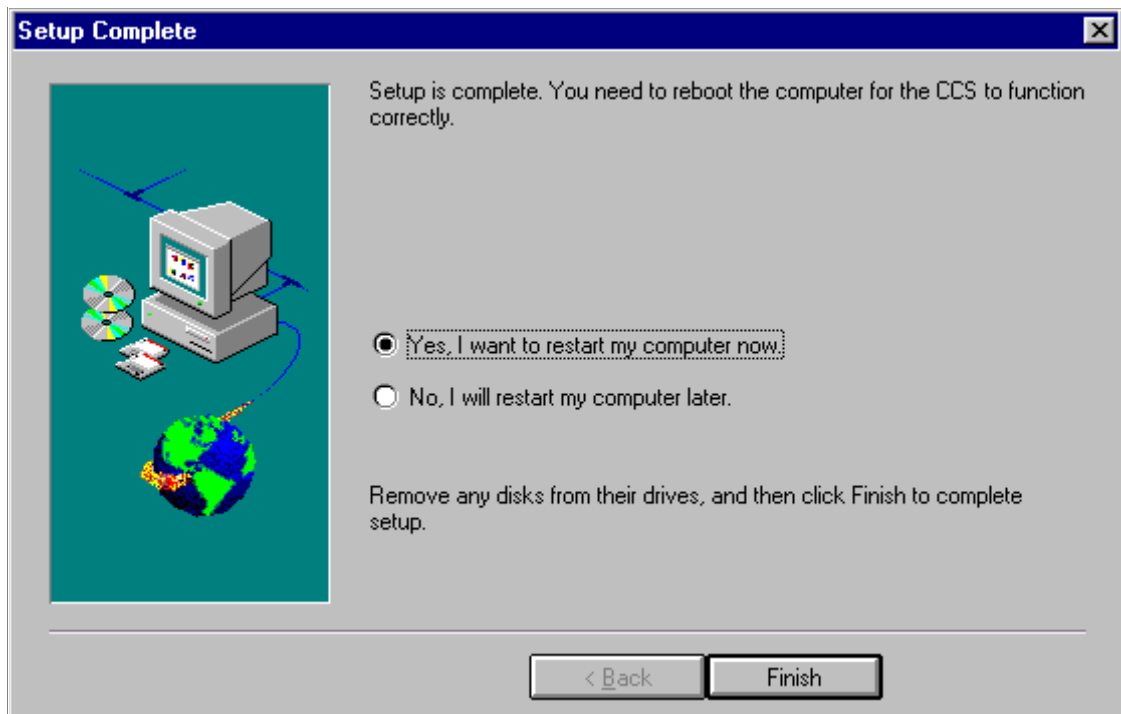 Setup Complete
Setup is complete. You need to reboot the computer for the CCS to function
correctly.
Yes, I want to restart my computer now.
No, I will restart my computer later.
Remove any disks from their drives, and then click Finish to complete
setup.
< Back
Finish